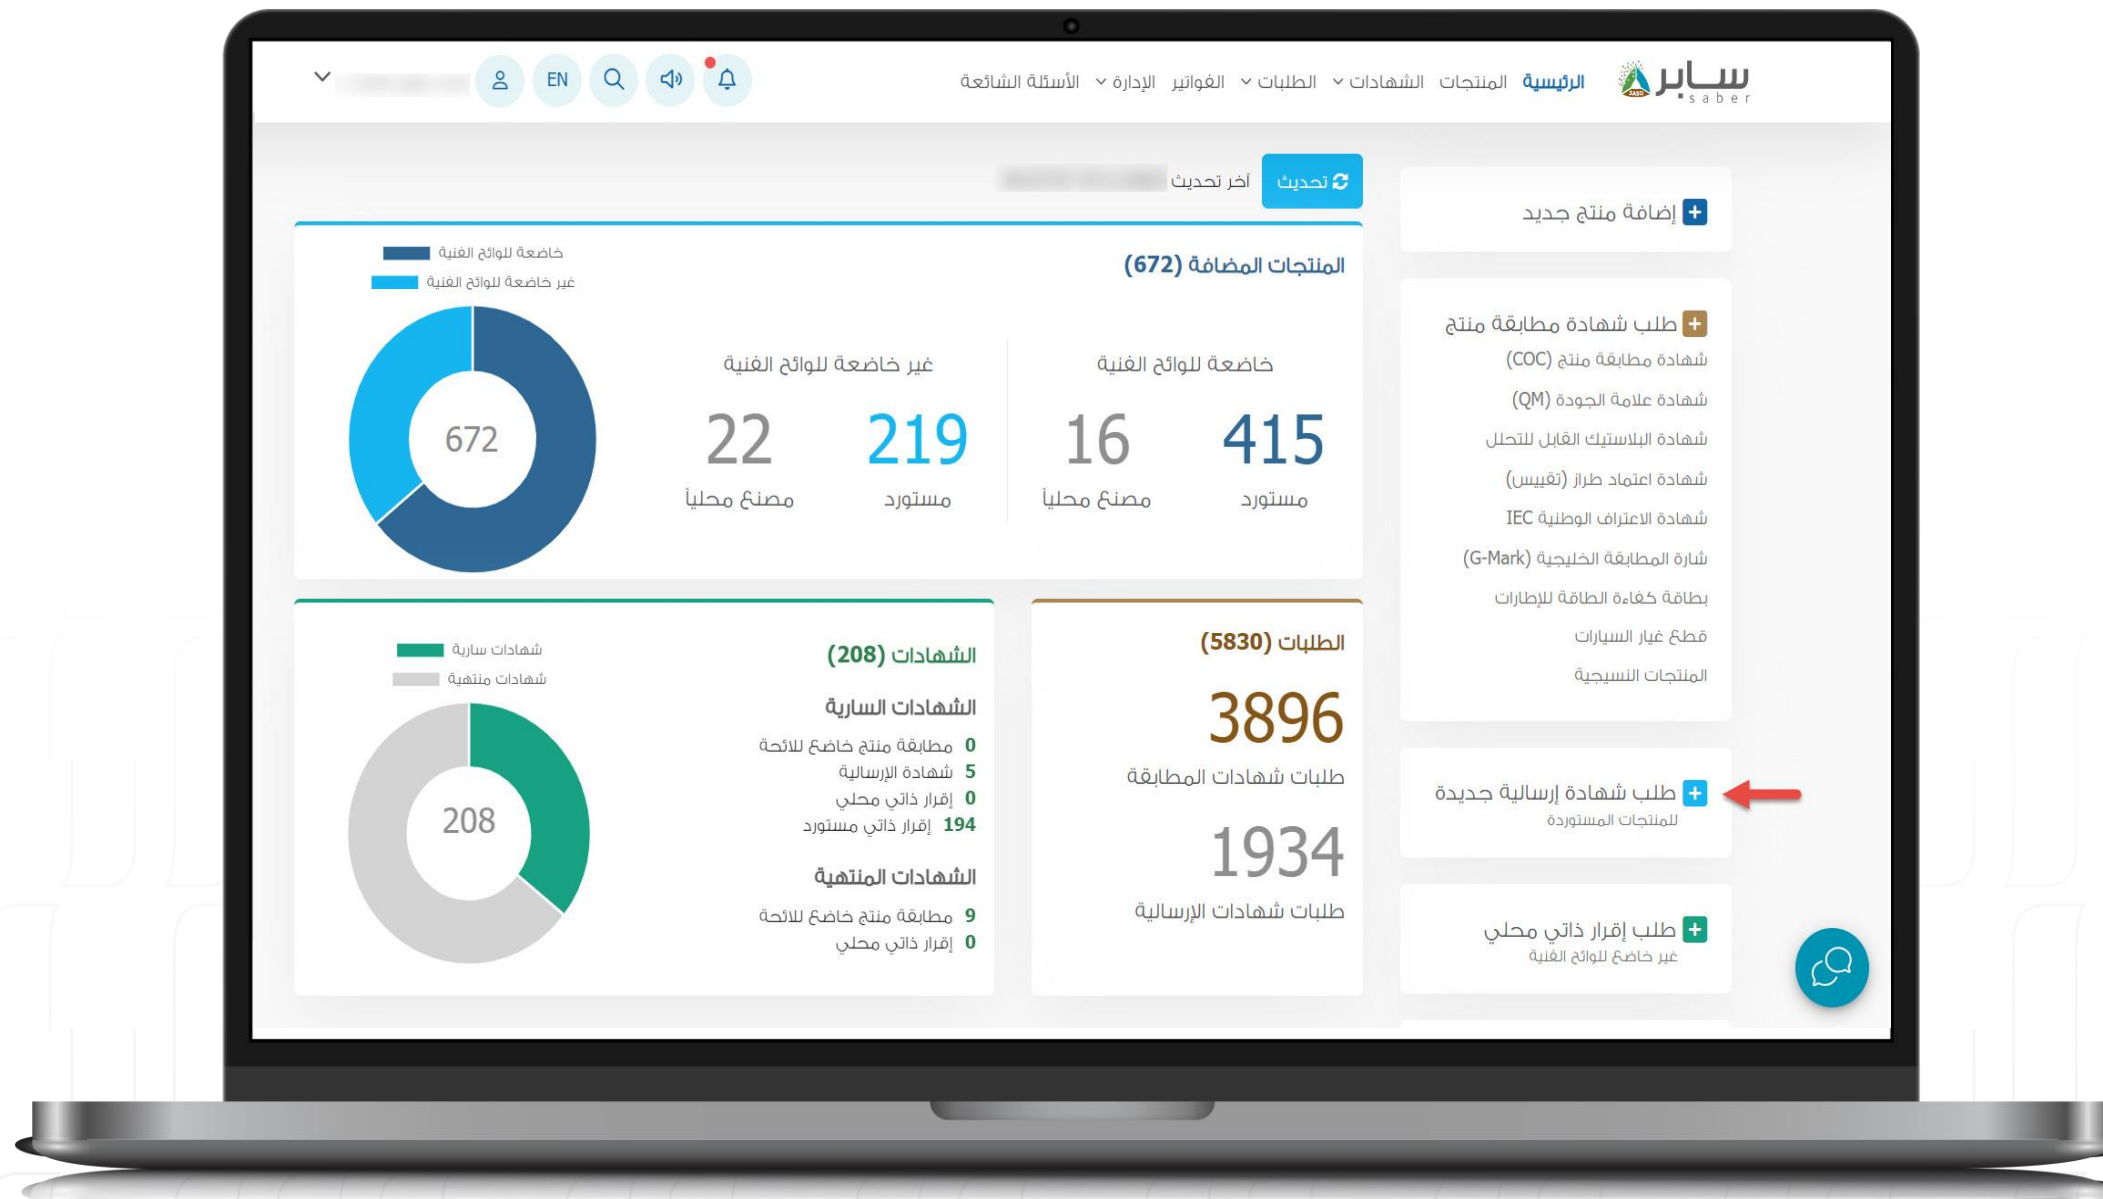 سابر
saber
SASO
الرئيسية المنتجات الشهادات الطلبات الفواتير الإدارة الأسئلة الشائعة
EN
تحديث آخر تحديث
إضافة منتج جديد
طلب شهادة مطابقة منتج
شهادة مطابقة منتج (COC)
شهادة علامة الجودة (QM)
شهادة البلاستيك القابل للتحلل
شهادة اعتماد طراز (تقييس)
شهادة الاعتراف الوطنية IEC
شارة المطابقة الخليجية (G-Mark)
بطاقة كفاءة الطاقة للإطارات
قطع غيار السيارات
المنتجات النسيجية
طلب شهادة إرسالية جديدة
للمنتجات المستوردة
طلب إقرار ذاتي محلي
غير خاضع للوائح الفنية
المنتجات المضافة (672)
خاضعة للوائح الفنية
415
مستورد
16
مصنع محلياً
غير خاضعة للوائح الفنية
219
مستورد
22
مصنع محلياً
خاضعة للوائح الفنية
غير خاضعة للوائح الفنية
672
الطلبات (5830)
3896
طلبات شهادات المطابقة
1934
طلبات شهادات الإرسالية
الشهادات (208)
الشهادات السارية
0 مطابقة منتج خاضع للائحة
5 شهادة الإرسالية
0 إقرار ذاتي محلي
194 إقرار ذاتي مستورد
الشهادات المنتهية
9 مطابقة منتج خاضع للائحة
0 إقرار ذاتي محلي
شهادات سارية
شهادات منتهية
208